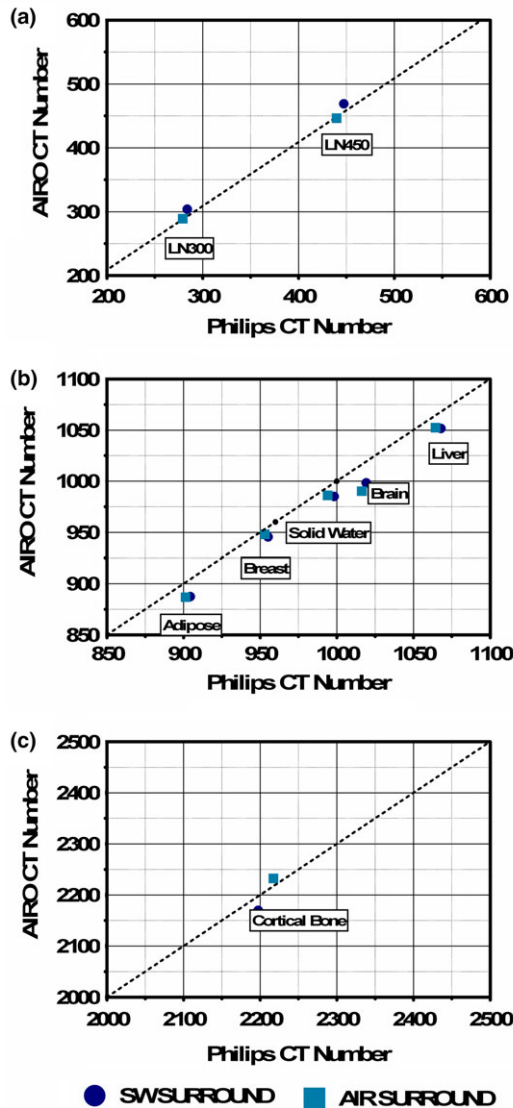 (a)
600
500
400
300
200
AIRO CT Number
LN450
LN300
200 300 400 500 600
Philips CT Number
(b)
1100
1050
1000
950
900
850
AIRO CT Number
Liver
Brain
Solid Water
Breast
Adipose
850 900 950 1000 1050 1100
Philips CT Number
(c)
2500
2400
2300
2200
2100
2000
AIRO CT Number
Cortical Bone
2000 2100 2200 2300 2400 2500
Philips CT Number
SW SURROUND AIR SURROUND